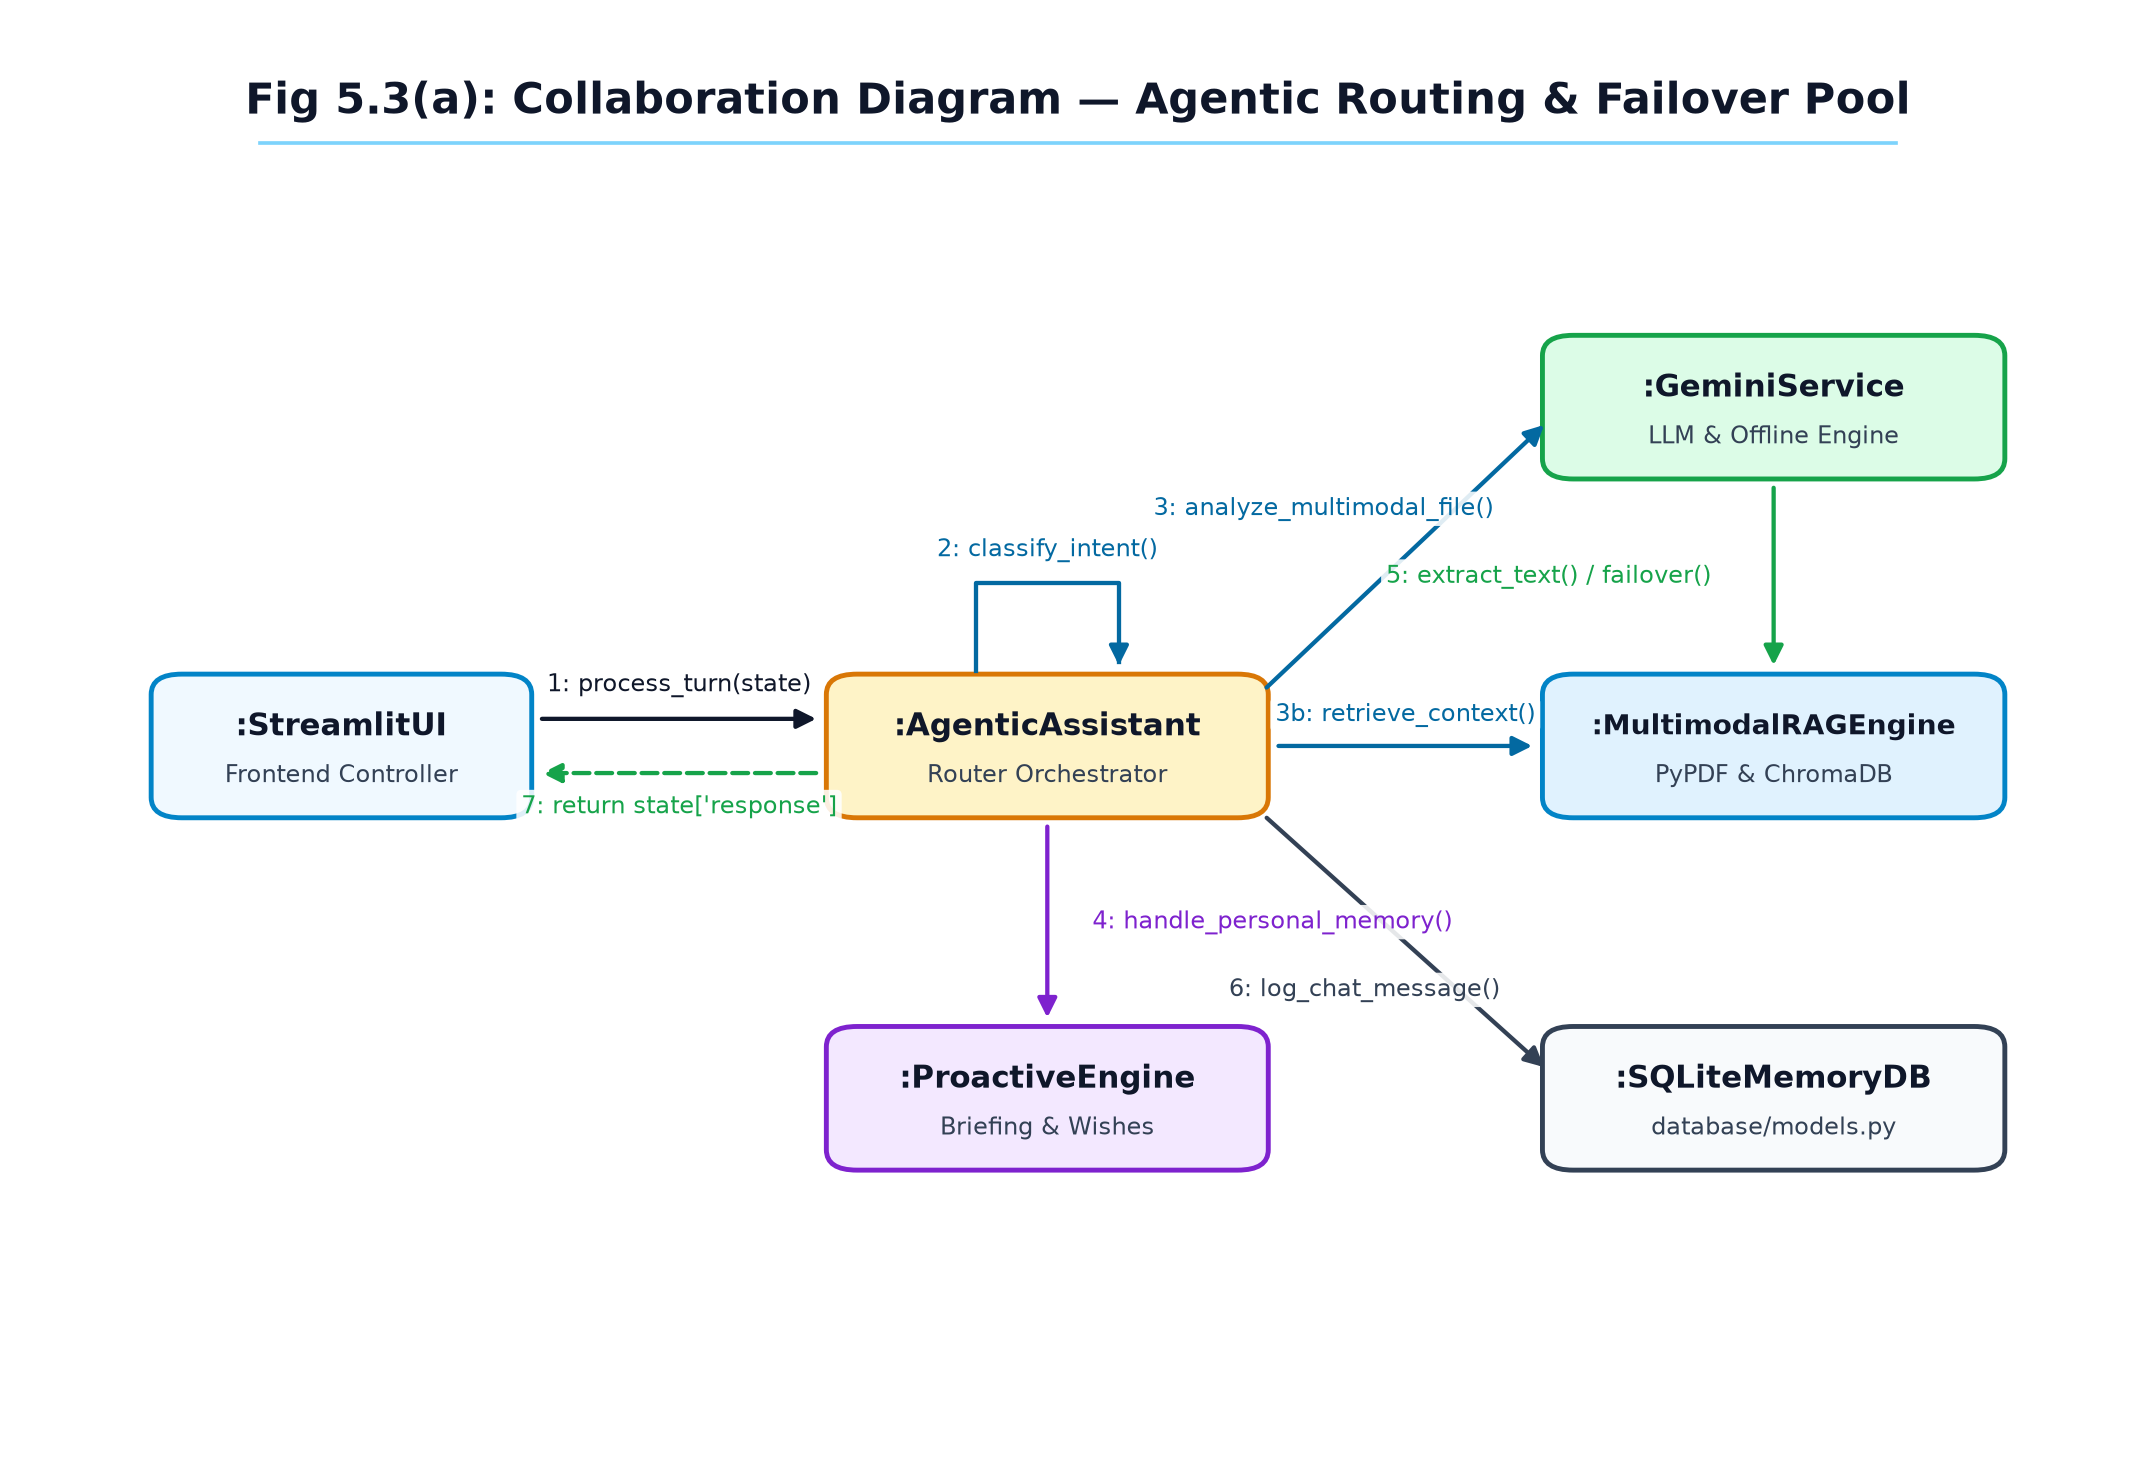 Fig 5.3(a): Collaboration Diagram — Agentic Routing & Failover Pool
:GeminiService
LLM & Offline Engine
3: analyze_multimodal_file()
2: classify_intent()
5: extract_text() / failover()
1: process_turn(state)
:StreamlitUI
Frontend Controller
:AgenticAssistant
Router Orchestrator
3b: retrieve_context()
:MultimodalRAGEngine
PyPDF & ChromaDB
7: return state['response']
4: handle_personal_memory()
6: log_chat_message()
:ProactiveEngine
Briefing & Wishes
:SQLiteMemoryDB
database/models.py